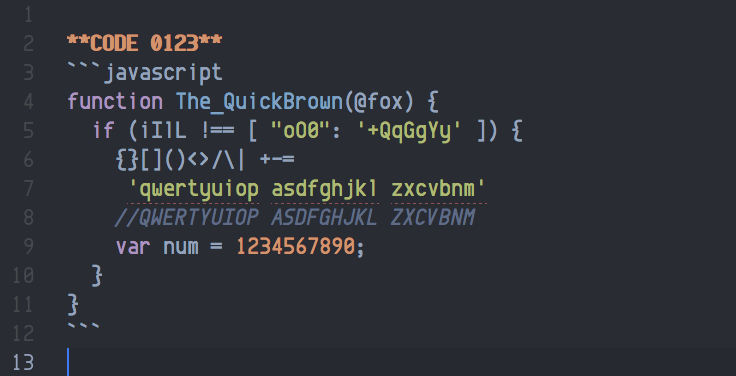 1
2 **CODE 0123**
3 ```javascript
4 function The_QuickBrown(@fox) {
5   if (iIlL !== [ "oO0": '+QqGgYy' ]) {
6     {}[]()<>/\| +-=
7      'qwertyuiop asdfghjkl zxcvbnm'
8     //QWERTYUIOP ASDFGHJKL ZXCVBNM
9     var num = 1234567890;
10   }
11 }
12 ```
13